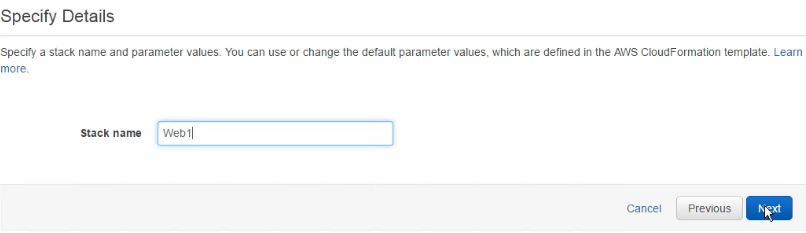 Specify Details
Specify a stack name and parameter values. You can use or change the default parameter values, which are defined in the AWS CloudFormation template. Learn
more.
Stack name Web1
Cancel Previous Next